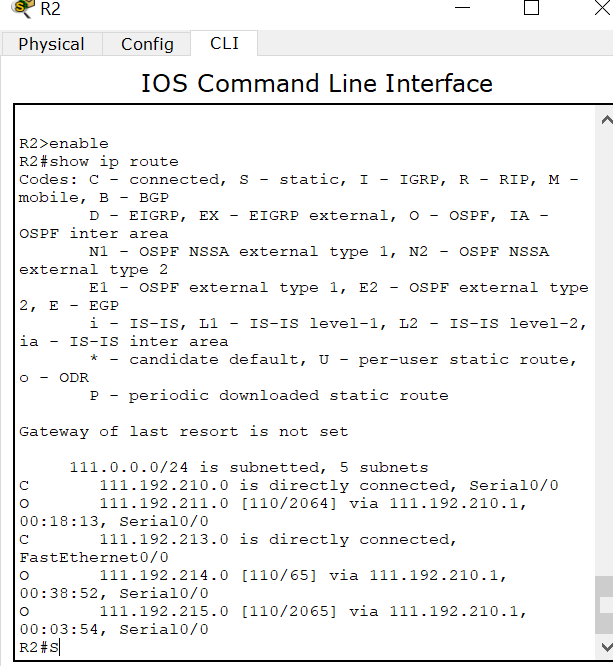 R2
Physical Config CLI
IOS Command Line Interface
R2>enable
R2#show ip route
Codes: C - connected, S - static, I - IGRP, R - RIP, M -
mobile, B - BGP
       D - EIGRP, EX - EIGRP external, O - OSPF, IA -
OSPF inter area
       N1 - OSPF NSSA external type 1, N2 - OSPF NSSA
external type 2
       E1 - OSPF external type 1, E2 - OSPF external type
2, E - EGP
       i - IS-IS, L1 - IS-IS level-1, L2 - IS-IS level-2,
ia - IS-IS inter area
       * - candidate default, U - per-user static route,
o - ODR
       P - periodic downloaded static route
Gateway of last resort is not set
     111.0.0.0/24 is subnetted, 5 subnets
C       111.192.210.0 is directly connected, Serial0/0
O       111.192.211.0 [110/2064] via 111.192.210.1,
00:18:13, Serial0/0
C       111.192.213.0 is directly connected,
FastEthernet0/0
O       111.192.214.0 [110/65] via 111.192.210.1,
00:38:52, Serial0/0
O       111.192.215.0 [110/2065] via 111.192.210.1,
00:03:54, Serial0/0
R2#S